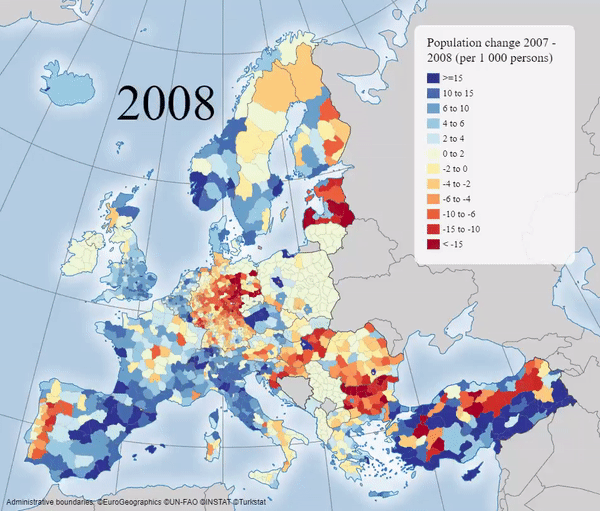 Population change 2007 -
2008 (per 1 000 persons)
2008
>=15
10 to 15
6 to 10
4 to 6
2 to 4
0 to 2
-2 to 0
-4 to -2
-6 to -4
-10 to -6
-15 to -10
< -15
Administrative boundaries: ©EuroGeographics ©UN-FAO ©INSTAT ©Turkstat